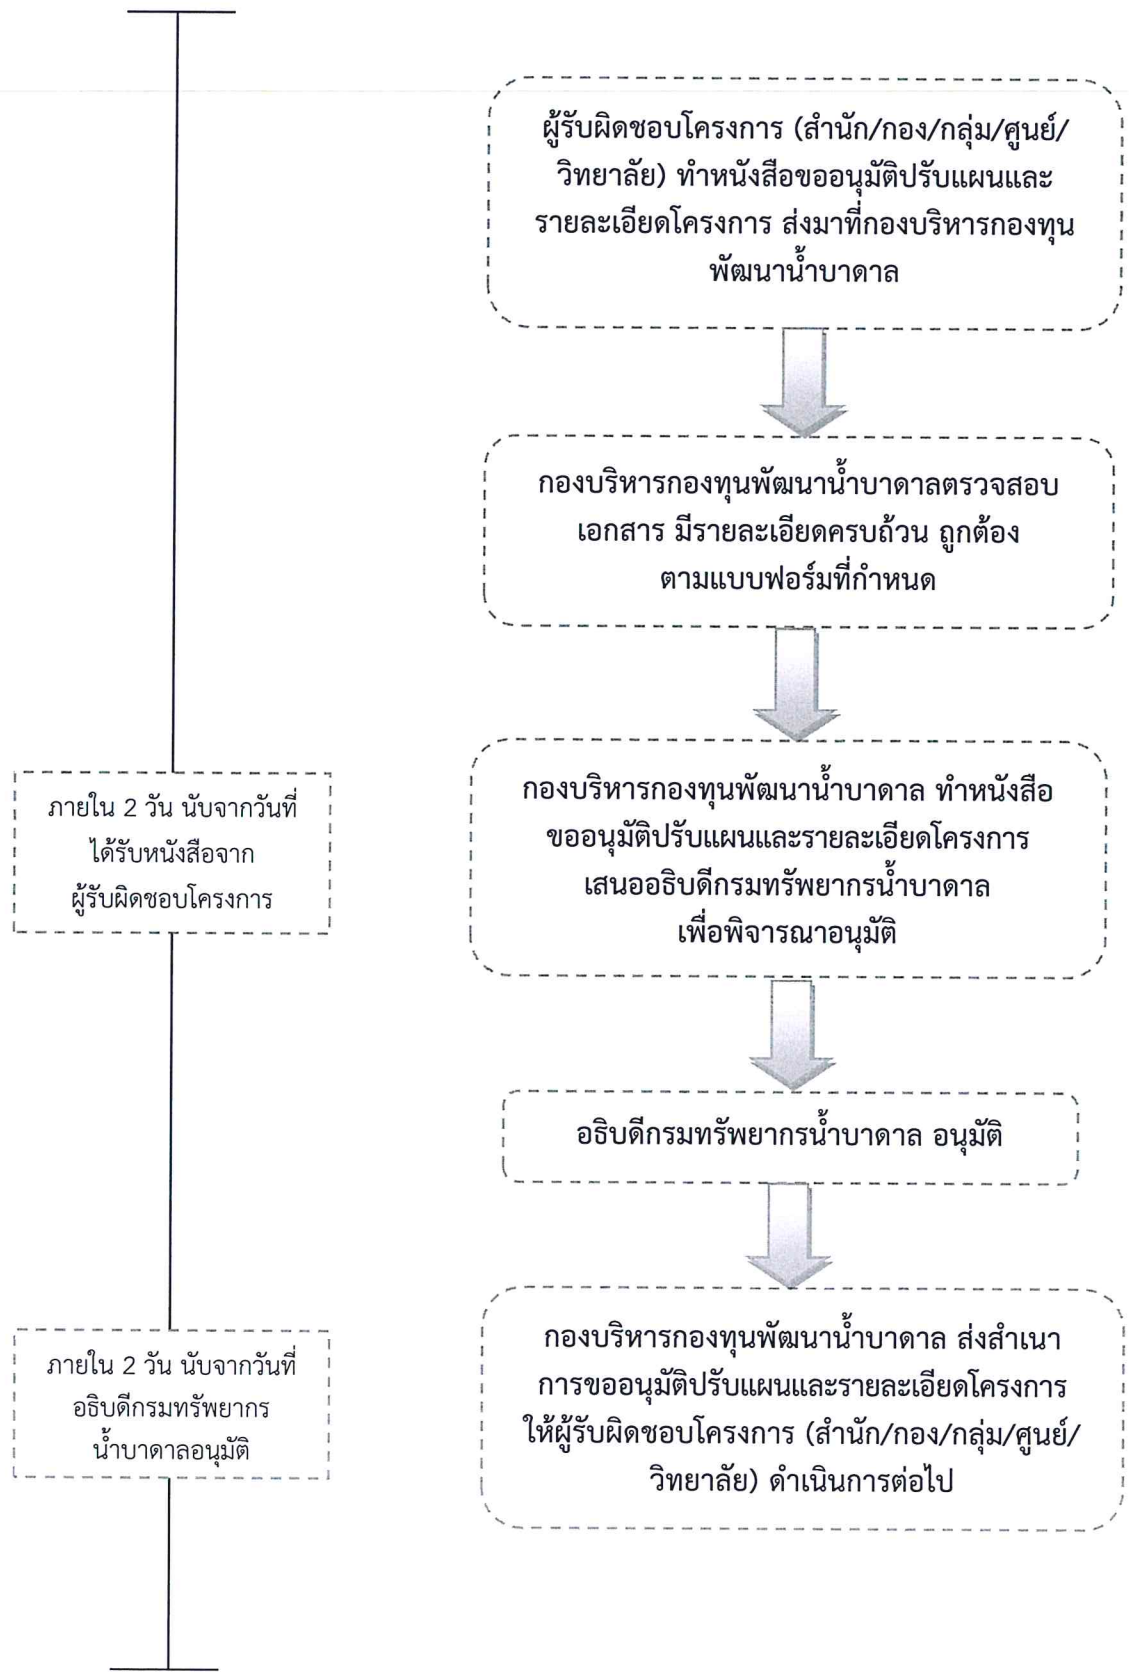 ผู้รับผิดชอบโครงการ (สำนัก/กอง/กลุ่ม/ศูนย์/
วิทยาลัย) ทำหนังสือขออนุมัติปรับแผนและ
รายละเอียดโครงการ ส่งมาที่กองบริหารกองทุน
พัฒนาน้ำบาดาล
กองบริหารกองทุนพัฒนาน้ำบาดาลตรวจสอบ
เอกสาร มีรายละเอียดครบถ้วน ถูกต้อง
ตามแบบฟอร์มที่กำหนด
ภายใน 2 วัน นับจากวันที่
ได้รับหนังสือจาก
ผู้รับผิดชอบโครงการ
กองบริหารกองทุนพัฒนาน้ำบาดาล ทำหนังสือ
ขออนุมัติปรับแผนและรายละเอียดโครงการ
เสนออธิบดีกรมทรัพยากรน้ำบาดาล
เพื่อพิจารณาอนุมัติ
อธิบดีกรมทรัพยากรน้ำบาดาล อนุมัติ
ภายใน 2 วัน นับจากวันที่
อธิบดีกรมทรัพยากร
น้ำบาดาลอนุมัติ
กองบริหารกองทุนพัฒนาน้ำบาดาล ส่งสำเนา
การขออนุมัติปรับแผนและรายละเอียดโครงการ
ให้ผู้รับผิดชอบโครงการ (สำนัก/กอง/กลุ่ม/ศูนย์/
วิทยาลัย) ดำเนินการต่อไป